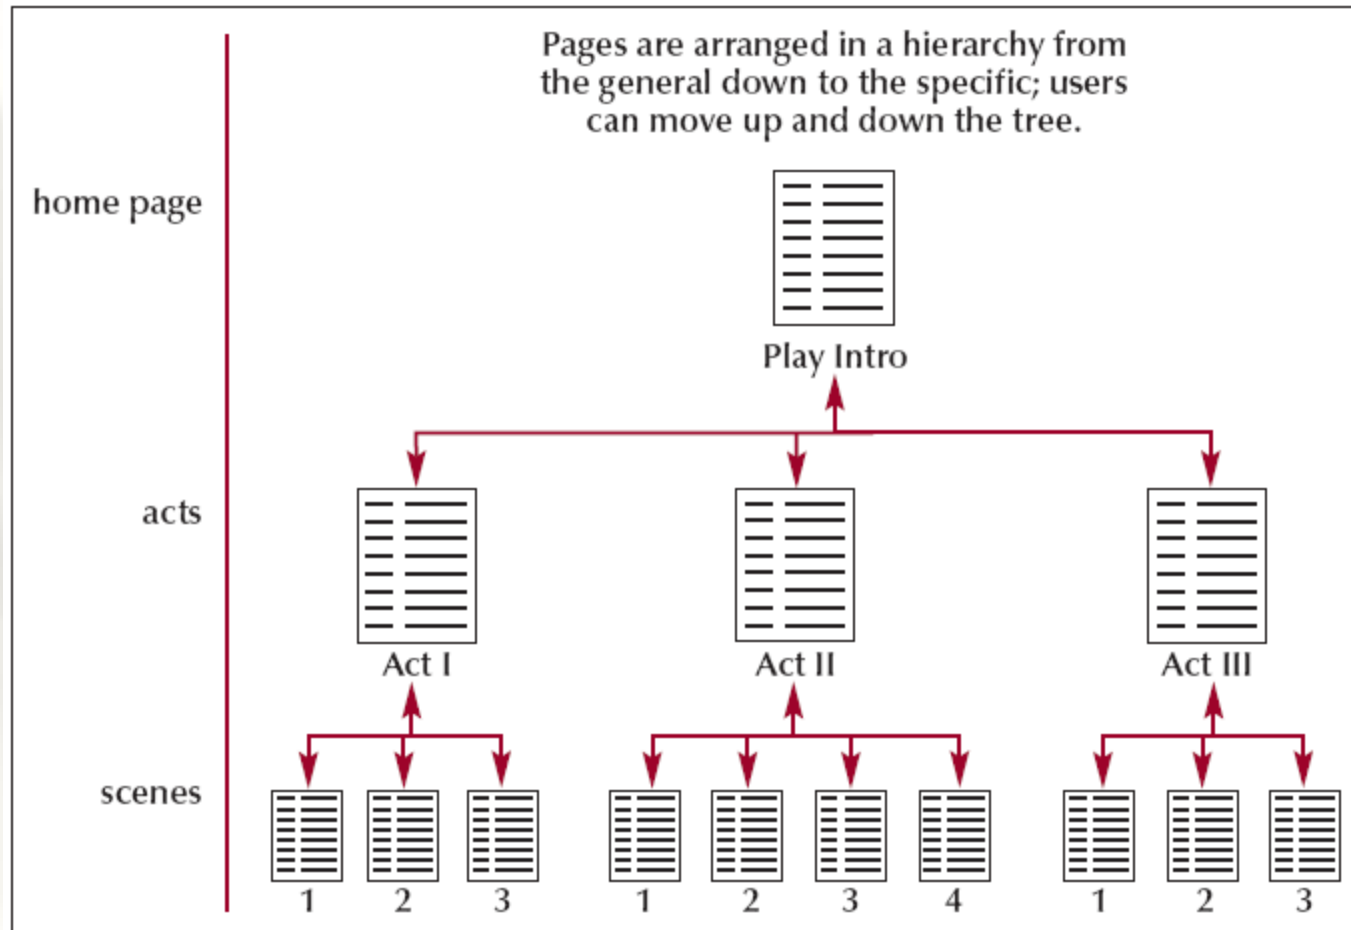 Pages are arranged in a hierarchy from
the general down to the specific; users
can move up and down the tree.
home page
Play Intro
acts
Act I
Act II
Act III
scenes
1 2 3 1 2 3 4 1 2 3